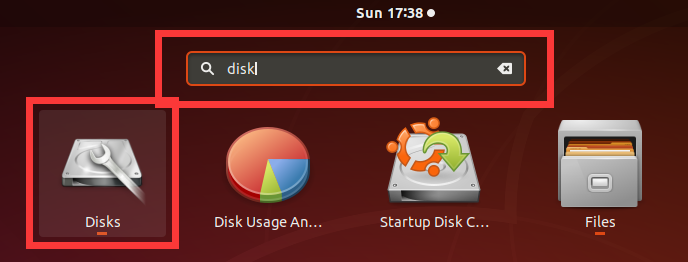 Sun 17:38
disk
Disks
Disk Usage An...
Startup Disk C...
Files